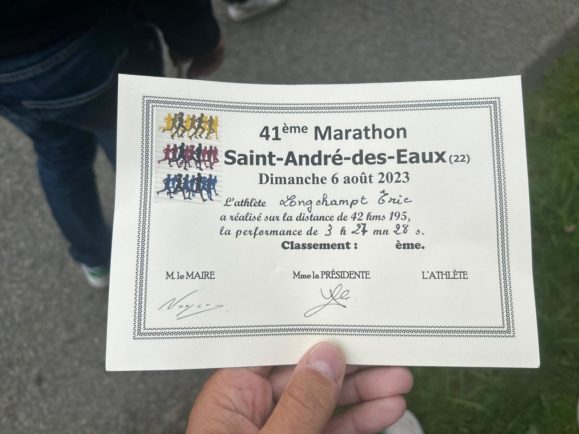 41ème Marathon
Saint-André-des-Eaux (22)
Dimanche 6 août 2023
L'athlète Longchampt Eric
a réalisé sur la distance de 42 kms 195,
la performance de 3 h 27 mn 28 s.
Classement : ème.
M. le MAIRE Mme la PRÉSIDENTE L'ATHLÈTE